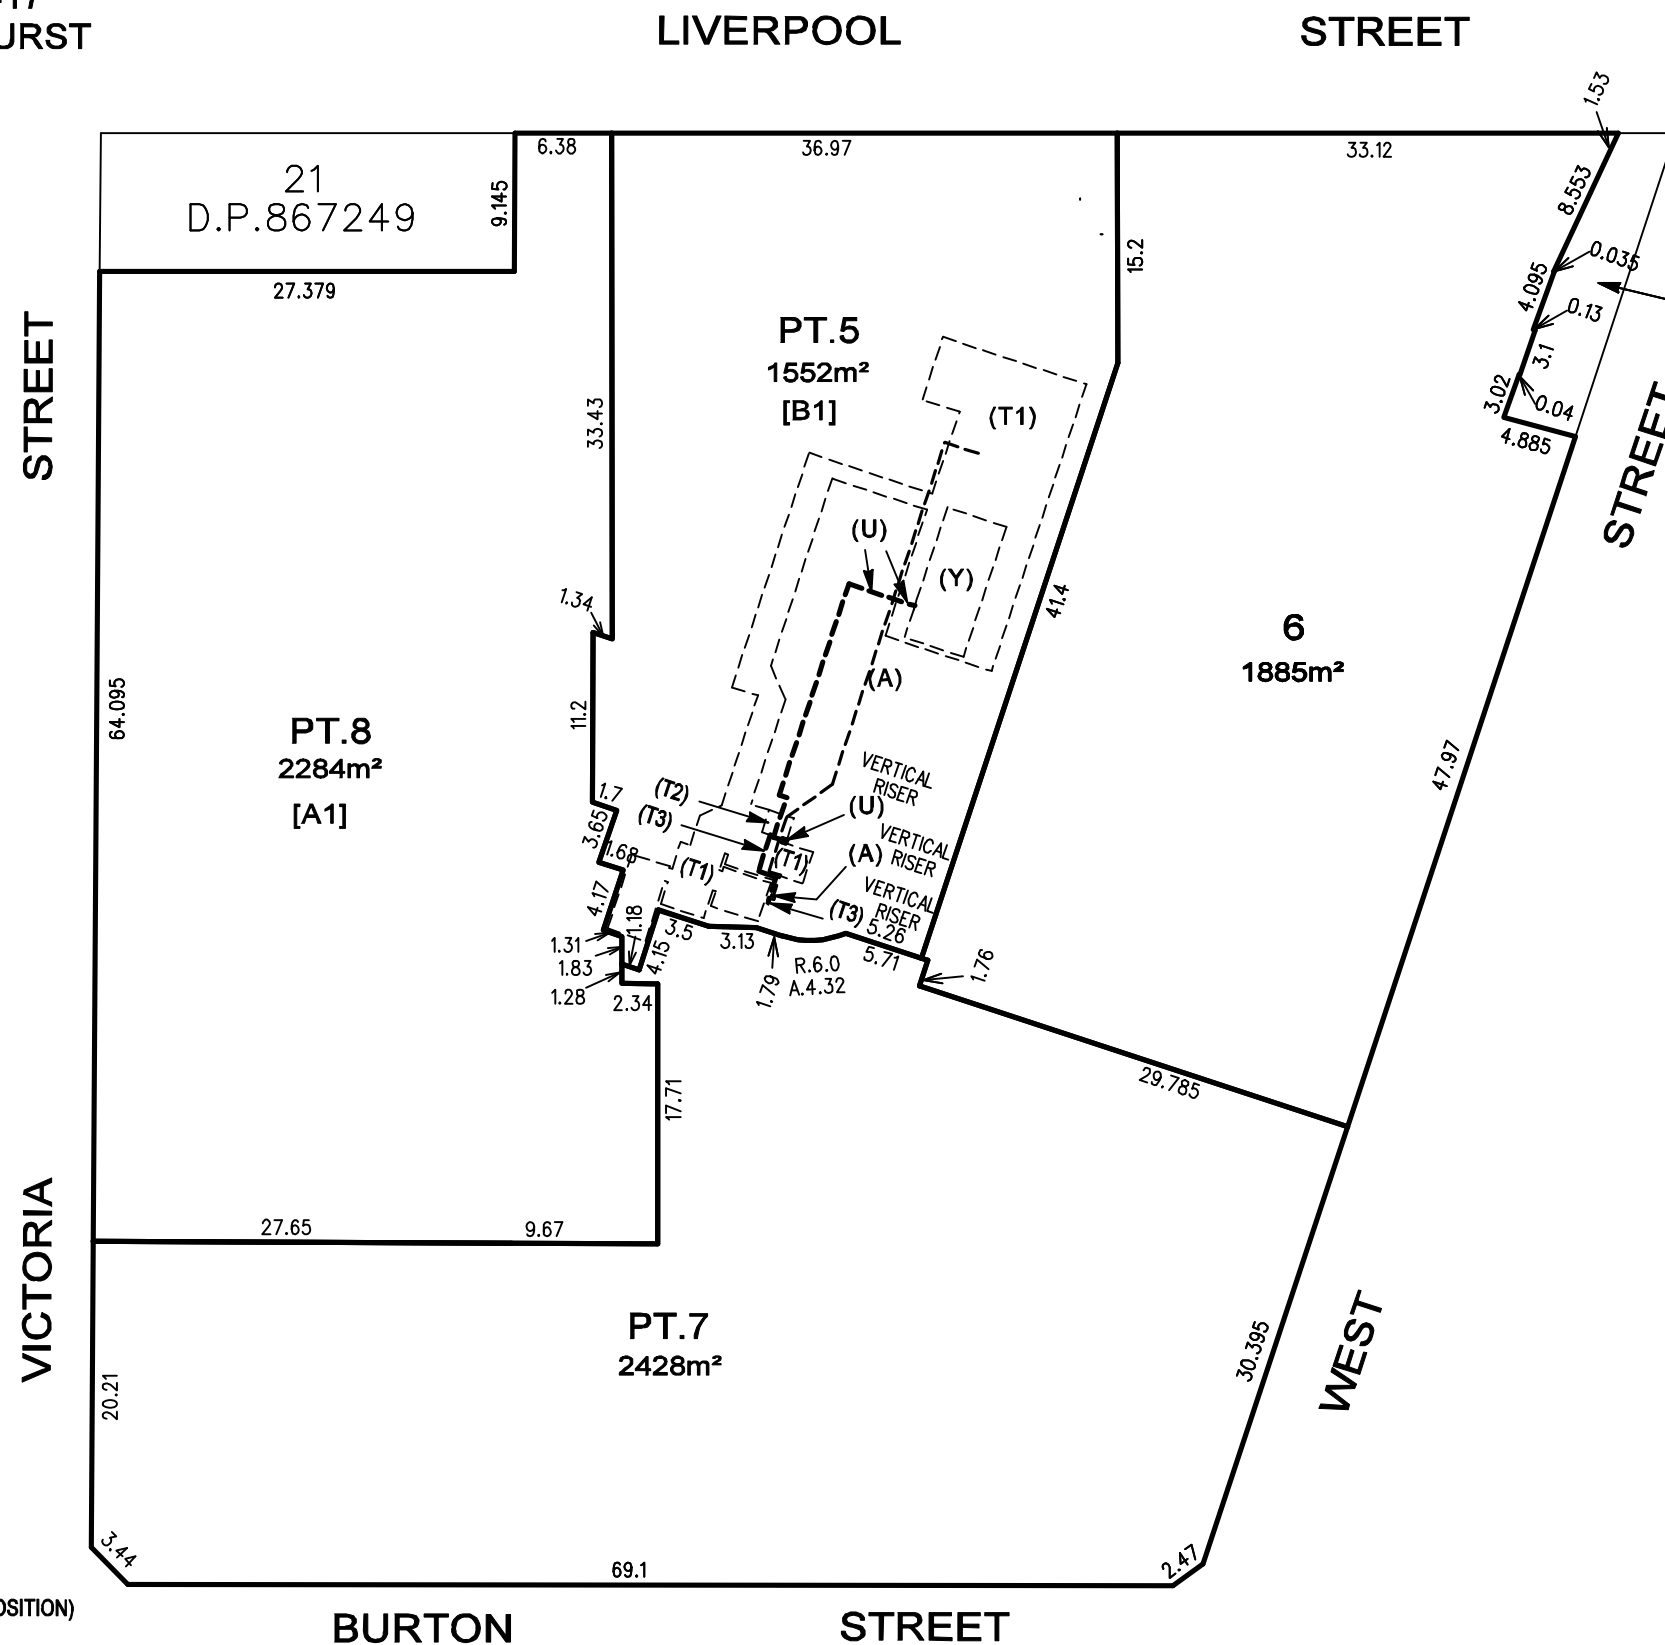 LIVERPOOL STREET
1.53
6.38
36.97
33.12
21
D.P.867249
9.145
8.553
27.379
15.2
0.035
4.095
0.13
3.1
3.02
0.04
4.885
PT.5
1552m²
[B1]
(T1)
STREET
STREET
33.43
(U)
(Y)
41.4
6
1885m²
1.34
(A)
64.095
11.2
PT.8
2284m²
[A1]
47.97
VERTICAL
RISER
(T2)
(T3)
1.7
(U)
3.65
VERTICAL
RISER
1.68
(T1)
(T1)
(A)
VERTICAL
RISER
4.17
1.18
(T3)
3.5
3.13
5.26
5.71
1.31
1.83
1.28
4.15
2.34
1.79
R.6.0
A.4.32
1.76
29.785
17.71
27.65
9.67
VICTORIA
PT.7
2428m²
20.21
30.395
WEST
3.44
69.1
2.47
BURTON STREET